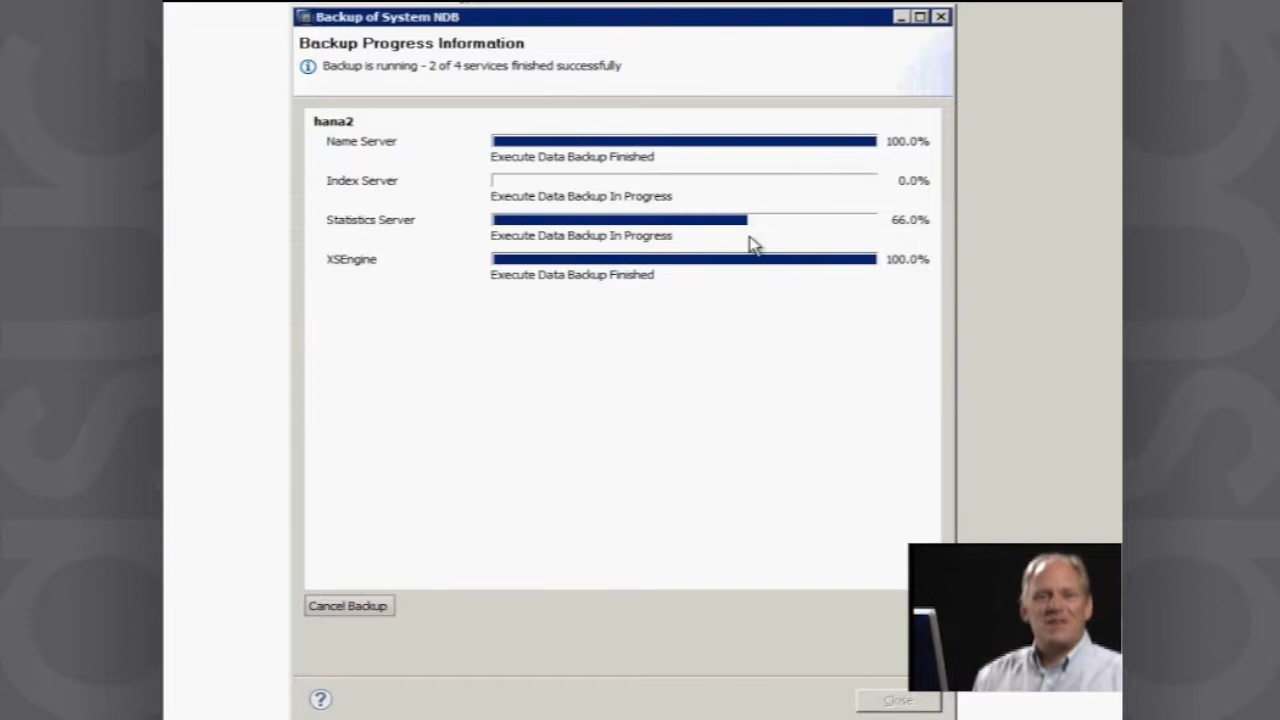 Backup of System NDB
Backup Progress Information
Backup is running - 2 of 4 services finished successfully
hana2
Name Server 100.0%
Execute Data Backup Finished
Index Server 0.0%
Execute Data Backup In Progress
Statistics Server 66.0%
Execute Data Backup In Progress
XSEngine 100.0%
Execute Data Backup Finished
Cancel Backup
?
Close